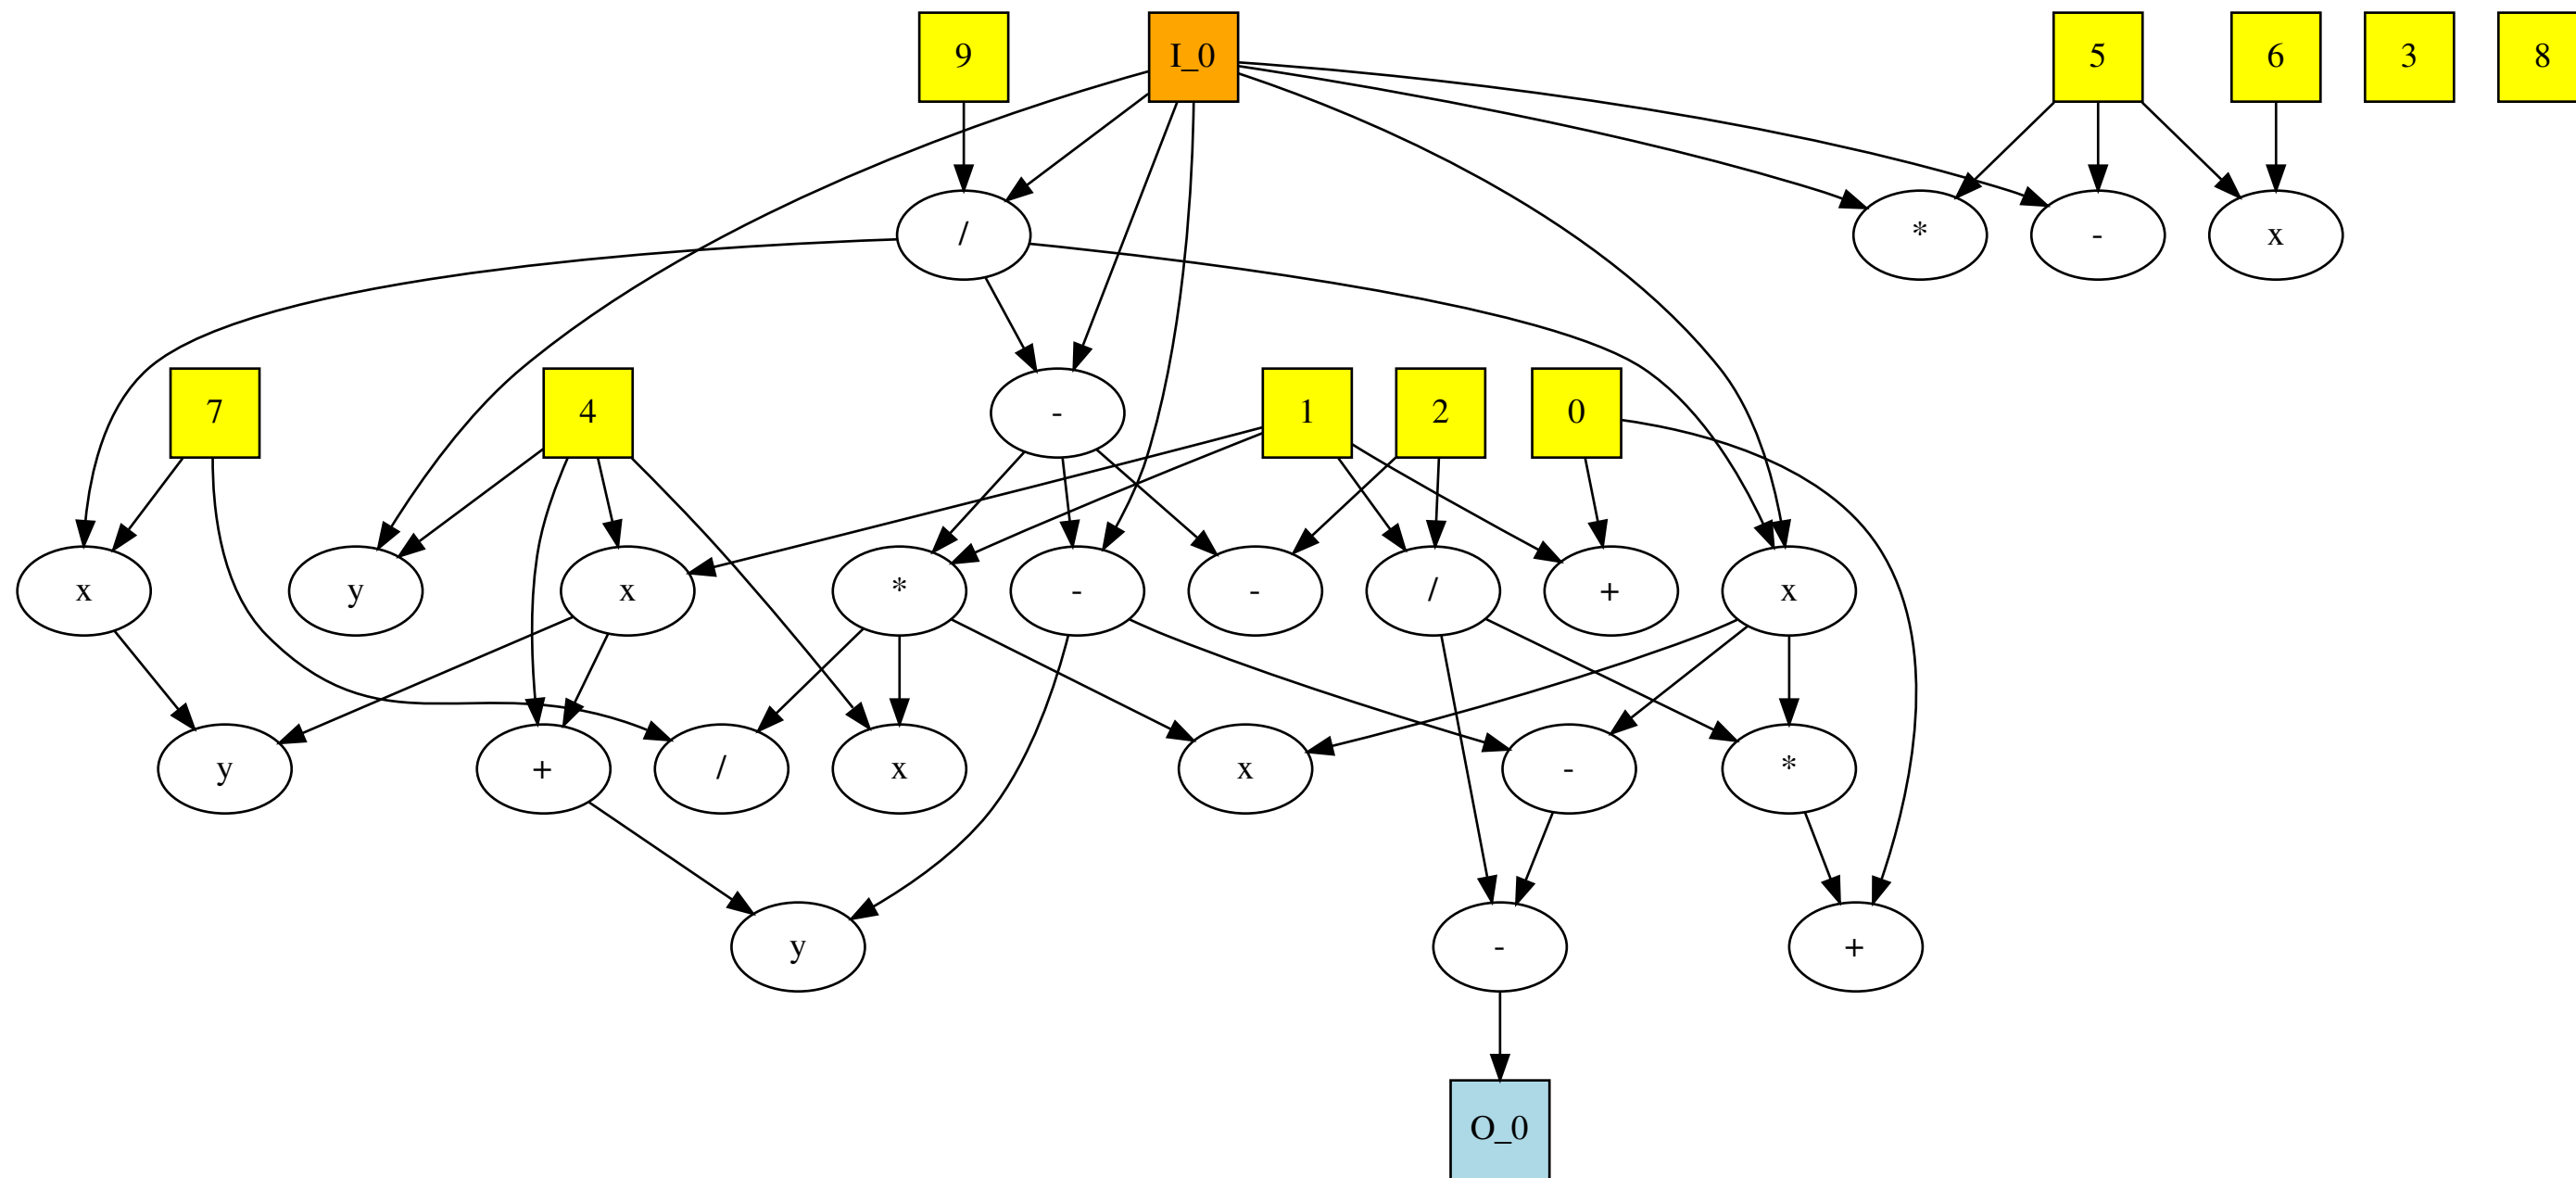 9 I_0 5 6 3 8
/ * - x
7 4 - 1 2 0
x y x * - - / + x
y + / x x - *
y - +
O_0